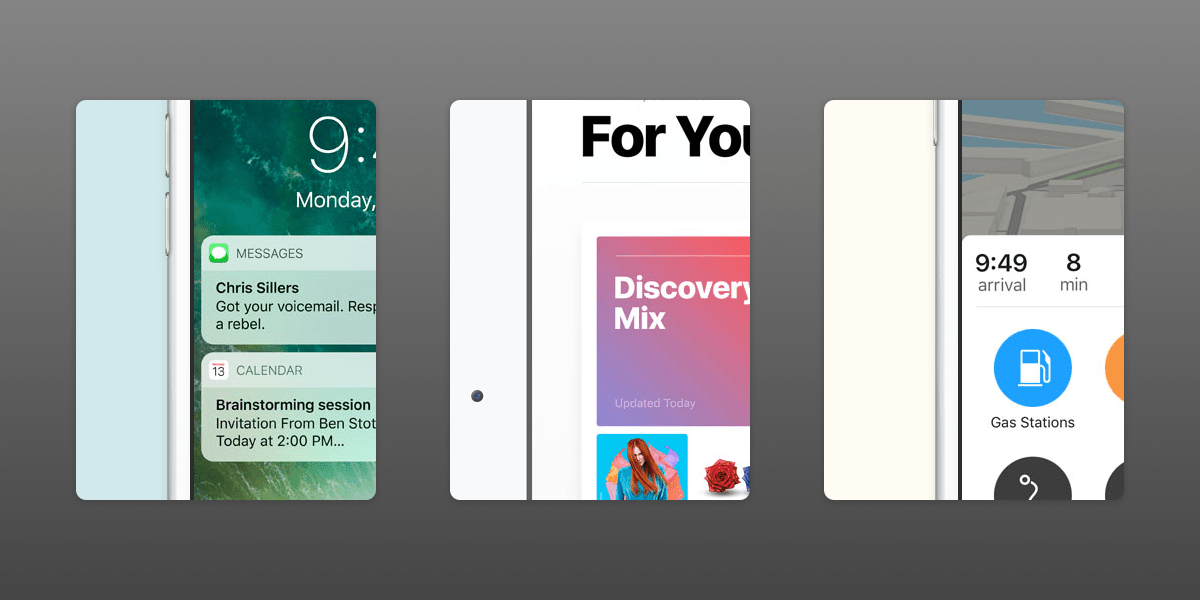 9:
Monday,
MESSAGES
Chris Sillers
Got your voicemail. Resp
a rebel.
13
CALENDAR
Brainstorming session
Invitation From Ben Stot
Today at 2:00 PM...
For You
Discovery
Mix
Updated Today
9:49
arrival
8
min
Gas Stations